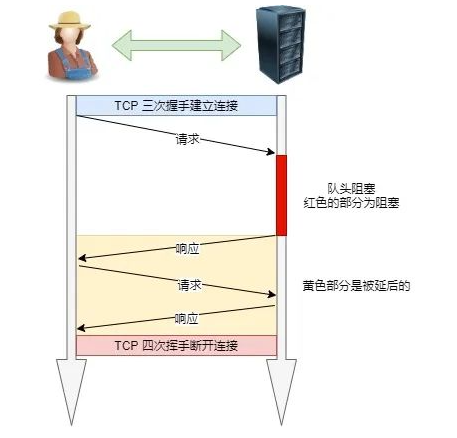 TCP 三次握手建立连接
请求
队头阻塞
红色的部分为阻塞
响应
请求
黄色部分是被延后的
响应
TCP 四次挥手断开连接